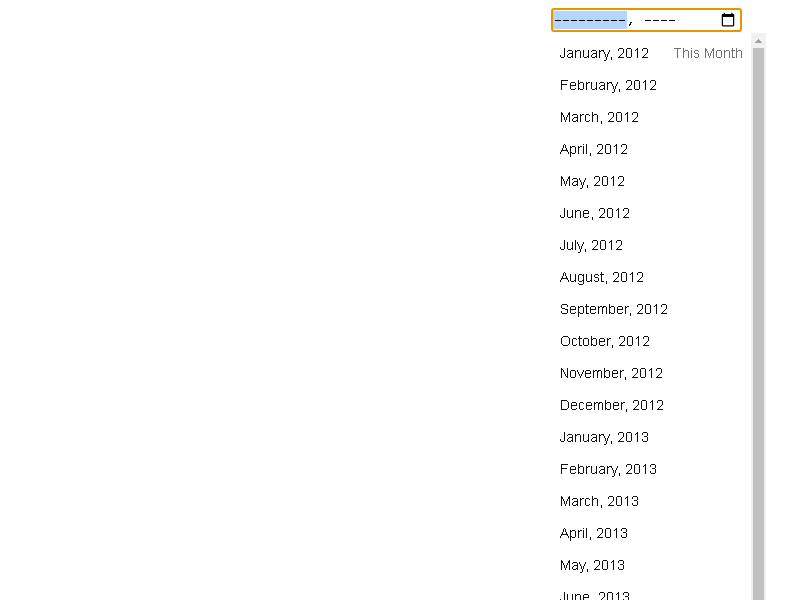 ---------, ----
January, 2012 This Month
February, 2012
March, 2012
April, 2012
May, 2012
June, 2012
July, 2012
August, 2012
September, 2012
October, 2012
November, 2012
December, 2012
January, 2013
February, 2013
March, 2013
April, 2013
May, 2013
June, 2013